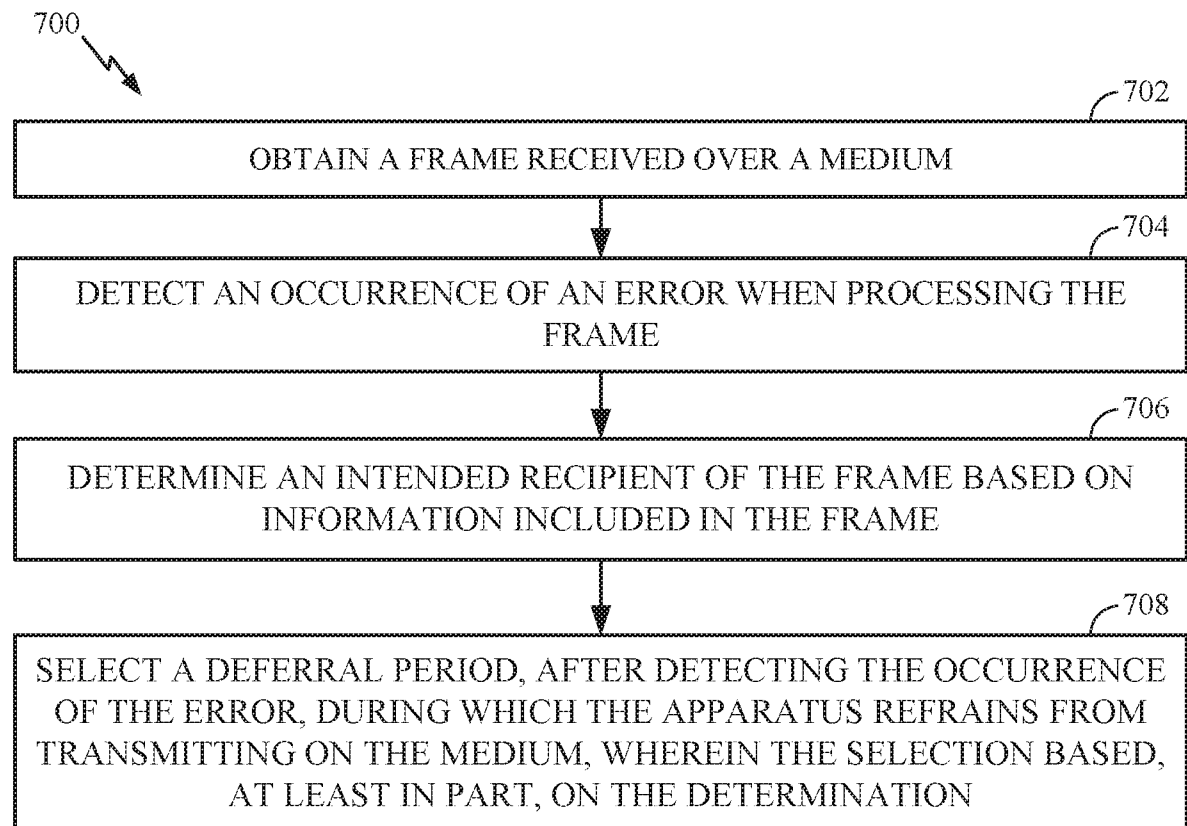 700
702
OBTAIN A FRAME RECEIVED OVER A MEDIUM
704
DETECT AN OCCURRENCE OF AN ERROR WHEN PROCESSING THE
FRAME
706
DETERMINE AN INTENDED RECIPIENT OF THE FRAME BASED ON
INFORMATION INCLUDED IN THE FRAME
708
SELECT A DEFERRAL PERIOD, AFTER DETECTING THE OCCURRENCE
OF THE ERROR, DURING WHICH THE APPARATUS REFRAINS FROM
TRANSMITTING ON THE MEDIUM, WHEREIN THE SELECTION BASED,
AT LEAST IN PART, ON THE DETERMINATION